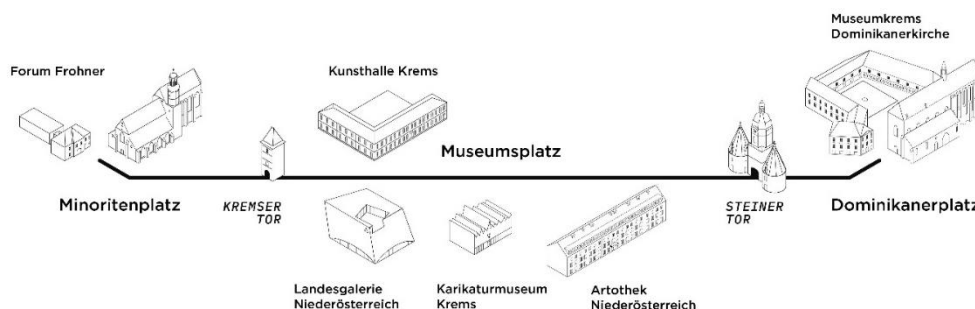 Museumkrems
Dominikanerkirche
Forum Frohner
Kunsthalle Krems
Museumsplatz
Minoritenplatz
KREMSER
TOR
STEINER
TOR
Dominikanerplatz
Landesgalerie
Niederösterreich
Karikaturmuseum
Krems
Artothek
Niederösterreich